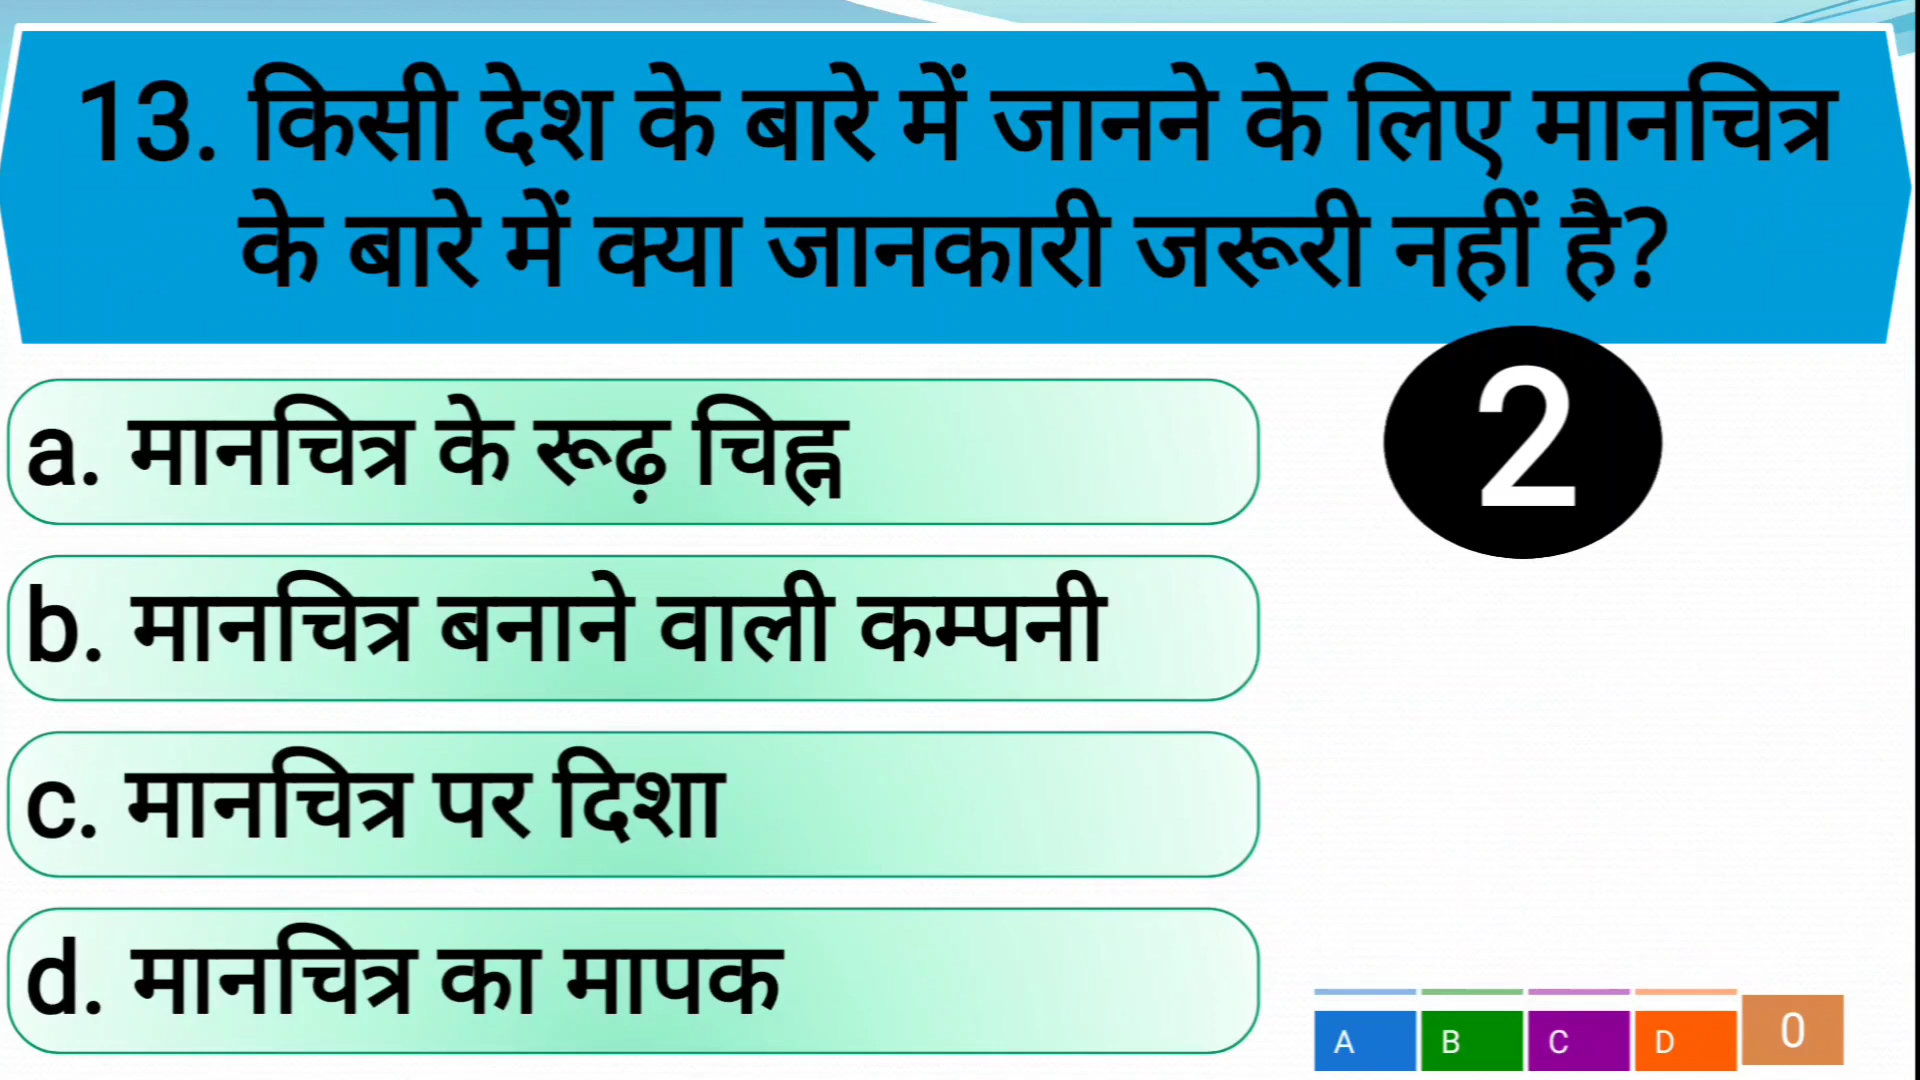 13. किसी देश के बारे में जानने के लिए मानचित्र
के बारे में क्या जानकारी जरूरी नहीं है?
2
a. मानचित्र के रूढ़ चिह्न
b. मानचित्र बनाने वाली कम्पनी
c. मानचित्र पर दिशा
d. मानचित्र का मापक
A B C D 0